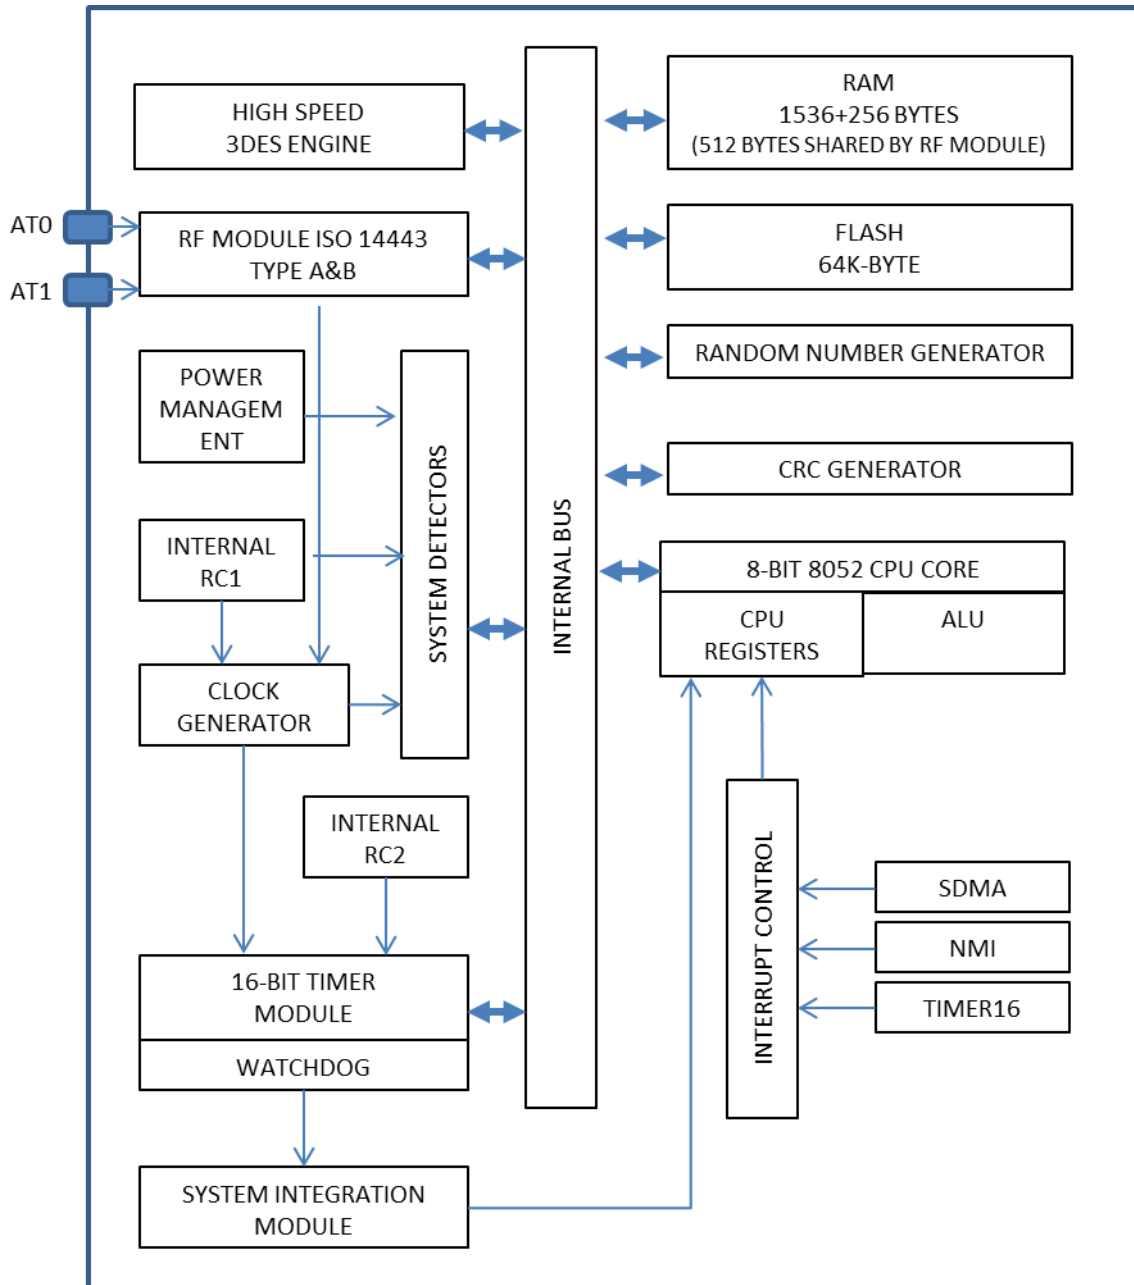 HIGH SPEED
3DES ENGINE
RAM
1536+256 BYTES
(512 BYTES SHARED BY RF MODULE)
AT0
AT1
RF MODULE ISO 14443
TYPE A&B
FLASH
64K-BYTE
POWER
MANAGEM
ENT
RANDOM NUMBER GENERATOR
SYSTEM DETECTORS
INTERNAL BUS
CRC GENERATOR
INTERNAL
RC1
8-BIT 8052 CPU CORE
CPU
REGISTERS
ALU
CLOCK
GENERATOR
INTERNAL
RC2
INTERRUPT CONTROL
SDMA
NMI
TIMER16
16-BIT TIMER
MODULE
WATCHDOG
SYSTEM INTEGRATION
MODULE